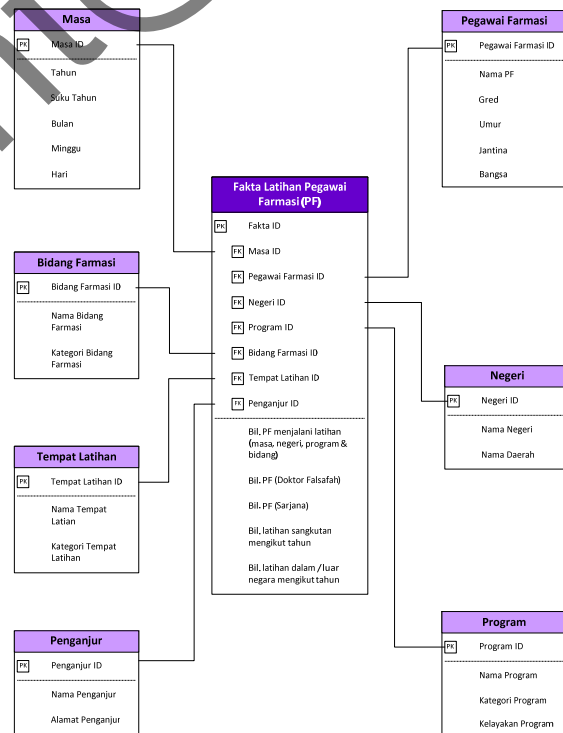 Masa
PK Masa ID
Tahun
Suku Tahun
Bulan
Minggu
Hari
Pegawai Farmasi
PK Pegawai Farmasi ID
Nama PF
Gred
Umur
Jantina
Bangsa
Fakta Latihan Pegawai
Farmasi (PF)
PK Fakta ID
FK Masa ID
FK Pegawai Farmasi ID
FK Negeri ID
FK Program ID
FK Bidang Farmasi ID
FK Tempat Latihan ID
FK Penganjur ID
Bil. PF menjalani latihan
(masa, negeri, program &
bidang)
Bil. PF (Doktor Falsafah)
Bil. PF (Sarjana)
Bil. latihan sangkutan
mengikut tahun
Bil. latihan dalam / luar
negara mengikut tahun
Bidang Farmasi
PK Bidang Farmasi ID
Nama Bidang
Farmasi
Kategori Bidang
Farmasi
Negeri
PK Negeri ID
Nama Negeri
Nama Daerah
Tempat Latihan
PK Tempat Latihan ID
Nama Tempat
Latian
Kategori Tempat
Latihan
Penganjur
PK Penganjur ID
Nama Penganjur
Alamat Penganjur
Program
PK Program ID
Nama Program
Kategori Program
Kelayakan Program